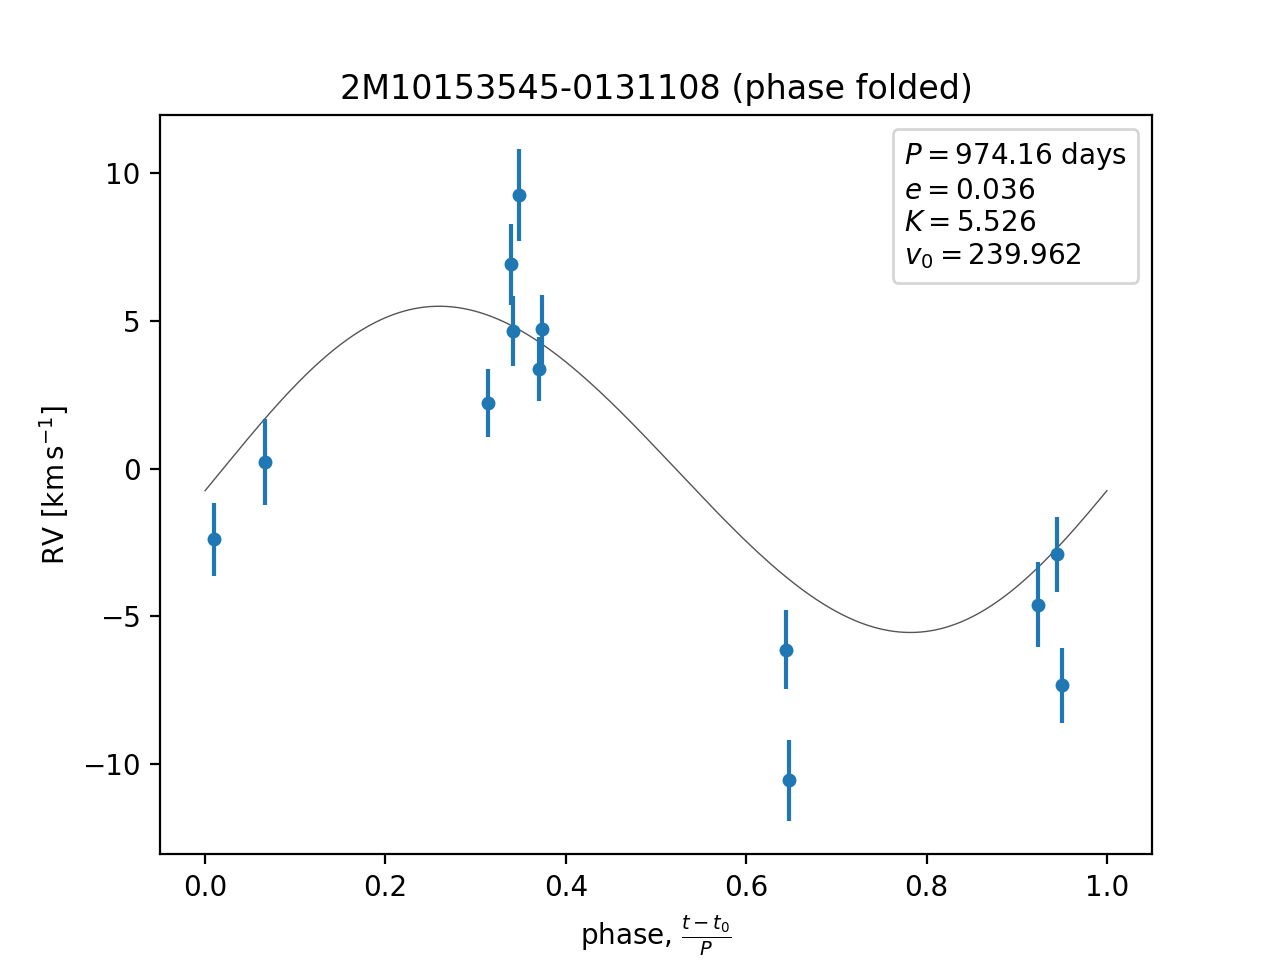 2M10153545-0131108 (phase folded)
P = 974.16 days
e = 0.036
K = 5.526
v₀ = 239.962
RV [km s⁻¹]
10
5
0
−5
−10
0.0 0.2 0.4 0.6 0.8 1.0
phase, (t − t₀)/P